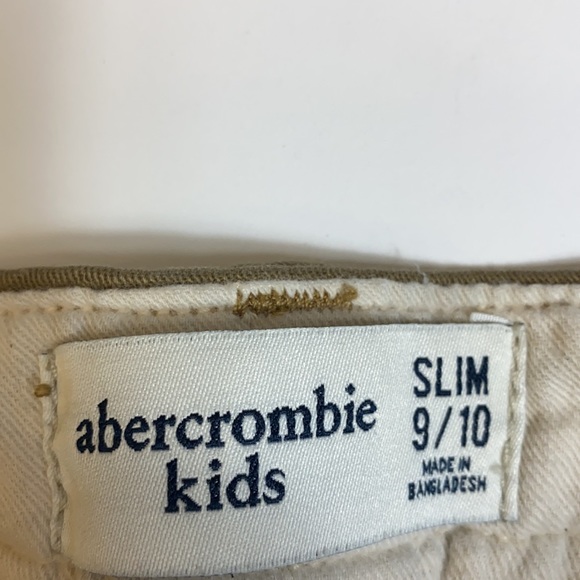 abercrombie
kids
SLIM
9/10
MADE IN
BANGLADESH